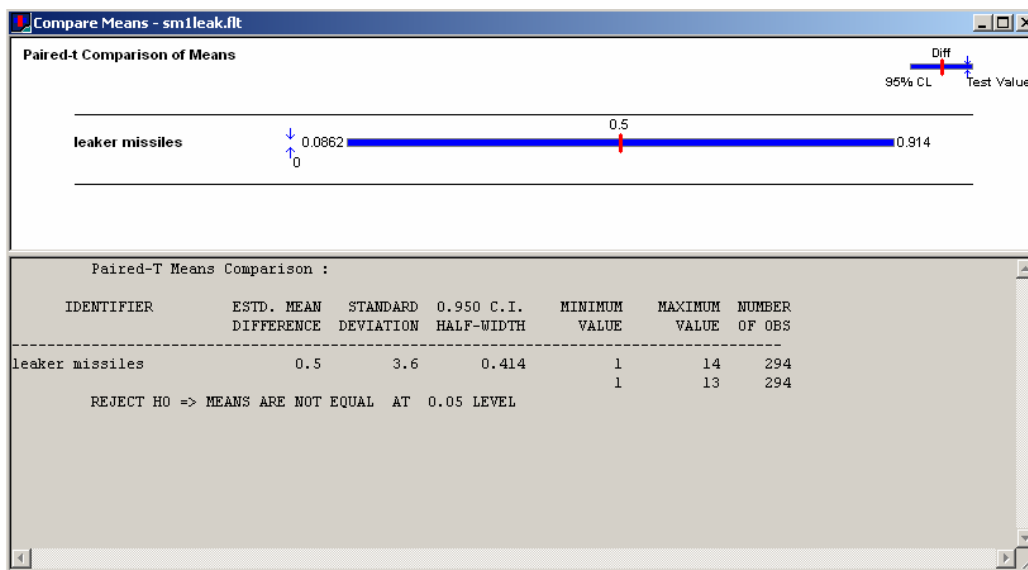 Compare Means - sm1leak.flt
Paired-t Comparison of Means
Diff
95% CL Test Value
0.5
leaker missiles 0.0862 0.914
0
Paired-T Means Comparison :
IDENTIFIER ESTD. MEAN STANDARD 0.950 C.I. MINIMUM MAXIMUM NUMBER
DIFFERENCE DEVIATION HALF-WIDTH VALUE VALUE OF OBS
leaker missiles 0.5 3.6 0.414 1 14 294
1 13 294
REJECT H0 => MEANS ARE NOT EQUAL AT 0.05 LEVEL